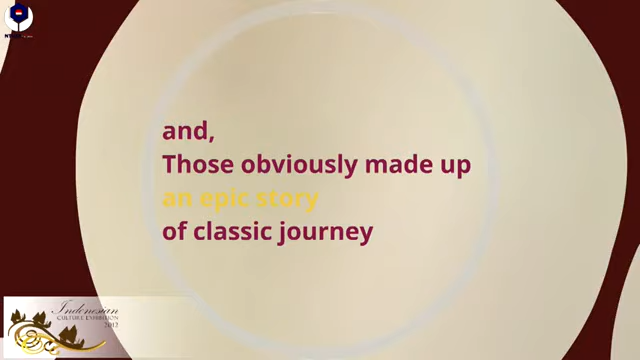 and,
Those obviously made up
an epic story
of classic journey
Indonesian
CULTURE EXHIBITION
2012